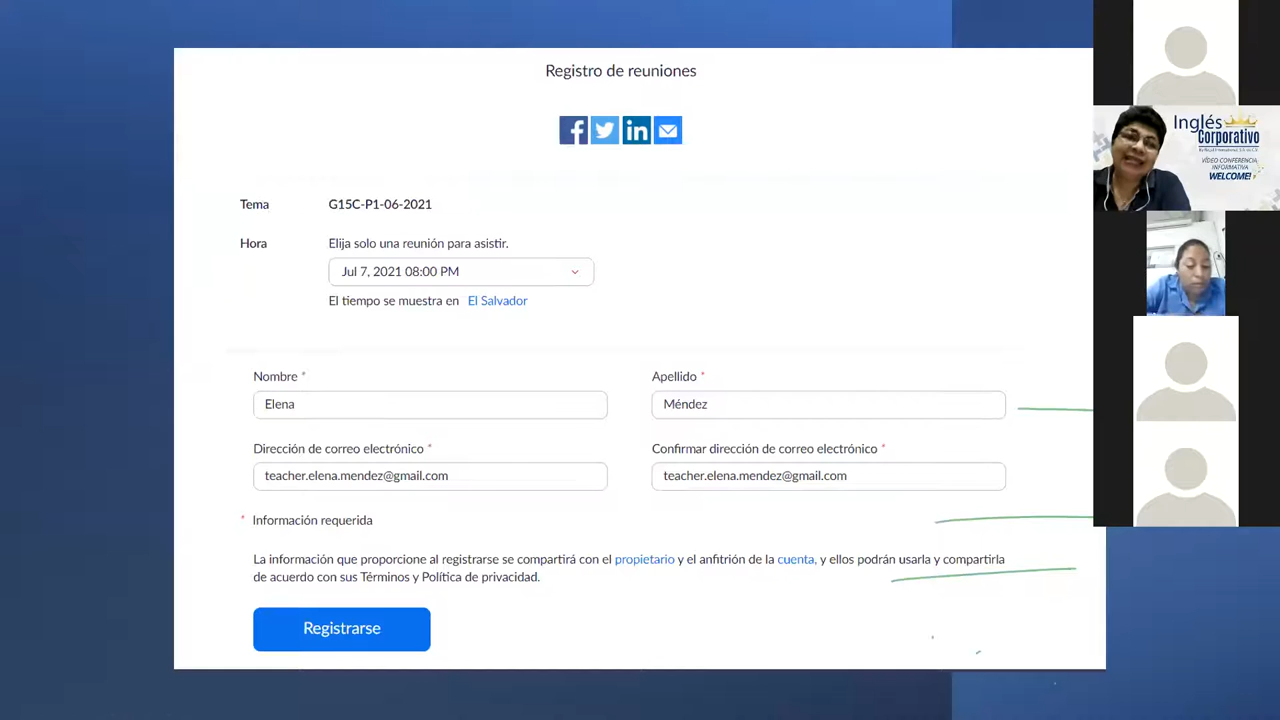 Registro de reuniones
Tema G15C-P1-06-2021
Hora Elija solo una reunión para asistir.
Jul 7, 2021 08:00 PM
El tiempo se muestra en El Salvador
Nombre * Apellido *
Elena Méndez
Dirección de correo electrónico * Confirmar dirección de correo electrónico *
teacher.elena.mendez@gmail.com teacher.elena.mendez@gmail.com
* Información requerida
La información que proporcione al registrarse se compartirá con el propietario y el anfitrión de la cuenta, y ellos podrán usarla y compartirla
de acuerdo con sus Términos y Política de privacidad.
Registrarse
Inglés
Corporativo
VÍDEO CONFERENCIA
INFORMATIVA
WELCOME!